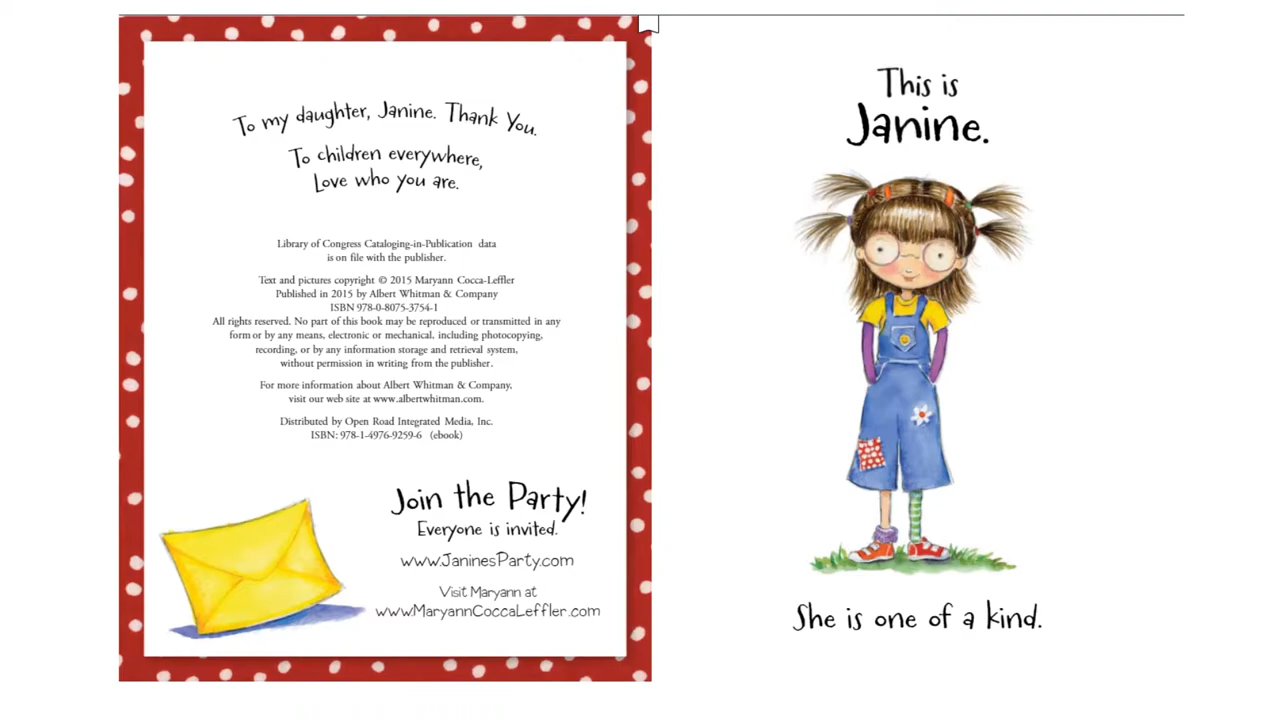 To my daughter, Janine. Thank You.
To children everywhere,
Love who you are.
Library of Congress Cataloging-in-Publication data
is on file with the publisher.
Text and pictures copyright © 2015 Maryann Cocca-Leffler
Published in 2015 by Albert Whitman & Company
ISBN 978-0-8075-3754-1
All rights reserved. No part of this book may be reproduced or transmitted in any
form or by any means, electronic or mechanical, including photocopying,
recording, or by any information storage and retrieval system,
without permission in writing from the publisher.
For more information about Albert Whitman & Company,
visit our web site at www.albertwhitman.com.
Distributed by Open Road Integrated Media, Inc.
ISBN: 978-1-4976-9259-6 (ebook)
Join the Party!
Everyone is invited.
www.JaninesParty.com
Visit Maryann at
www.MaryannCoccaLeffler.com
This is
Janine.
She is one of a kind.